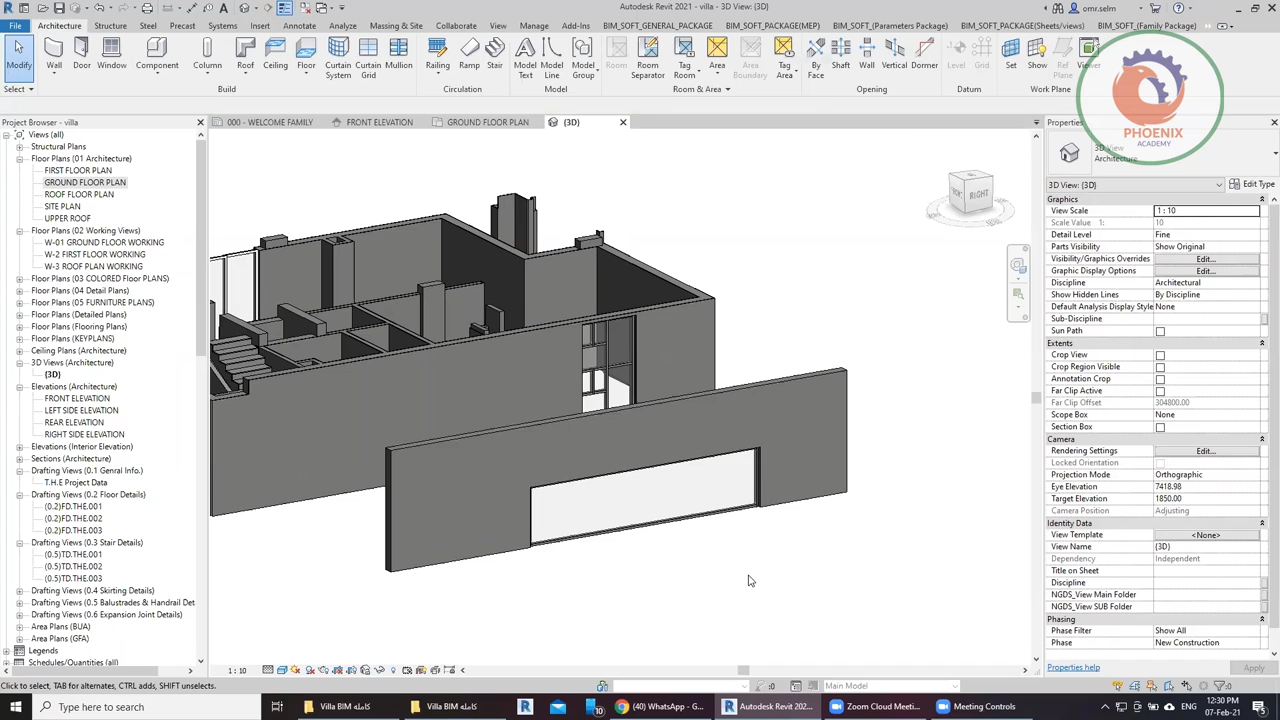 Autodesk Revit 2021 - villa - 3D View: {3D}
omr.selm
File Architecture Structure Steel Precast Systems Insert Annotate Analyze Massing & Site Collaborate View Manage Add-Ins BIM_SOFT_GENERAL_PACKAGE BIM_SOFT_PACKAGE(MEP) BIM_SOFT_(Parameters Package) BIM_SOFT_PACKAGE(Sheets/views) BIM_SOFT_(Family Package) Modify
Modify Wall Door Window Component Column Roof Ceiling Floor Curtain System Curtain Grid Mullion Railing Ramp Stair Model Text Model Line Model Group Room Room Separator Tag Room Area Area Boundary Tag Area By Face Shaft Wall Vertical Dormer Level Grid Set Show Ref Plane Viewer
Select Build Circulation Model Room & Area Opening Datum Work Plane
PHOENIX
ACADEMY
Project Browser - villa
000 - WELCOME FAMILY FRONT ELEVATION GROUND FLOOR PLAN {3D}
Views (all)
Structural Plans
Floor Plans (01 Architecture)
FIRST FLOOR PLAN
GROUND FLOOR PLAN
ROOF FLOOR PLAN
SITE PLAN
UPPER ROOF
Floor Plans (02 Working Views)
W-01 GROUND FLOOR WORKING
W-2 FIRST FLOOR WORKING
W-3 ROOF PLAN WORKING
Floor Plans (03 COLORED Floor PLANS)
Floor Plans (04 Detail Plans)
Floor Plans (05 FURNITURE PLANS)
Floor Plans (Detailed Plans)
Floor Plans (Flooring Plans)
Floor Plans (KEYPLANS)
Ceiling Plans (Architecture)
3D Views (Architecture)
{3D}
Elevations (Architecture)
FRONT ELEVATION
LEFT SIDE ELEVATION
REAR ELEVATION
RIGHT SIDE ELEVATION
Elevations (Interior Elevation)
Sections (Architecture)
Drafting Views (0.1 Genral Info.)
T.H.E Project Data
Drafting Views (0.2 Floor Details)
(0.2)FD.THE.001
(0.2)FD.THE.002
(0.2)FD.THE.003
Drafting Views (0.3 Stair Details)
(0.5)TD.THE.001
(0.5)TD.THE.002
(0.5)TD.THE.003
Drafting Views (0.4 Skirting Details)
Drafting Views (0.5 Balustrades & Handrail Det
Drafting Views (0.6 Expansion Joint Details)
Area Plans (BUA)
Area Plans (GFA)
Legends
Schedules/Quantities (all)
RIGHT
Properties
3D View
Architecture
3D View: {3D} Edit Type
Graphics
View Scale 1 : 10
Scale Value 1: 10
Detail Level Fine
Parts Visibility Show Original
Visibility/Graphics Overrides Edit...
Graphic Display Options Edit...
Discipline Architectural
Show Hidden Lines By Discipline
Default Analysis Display Style None
Sub-Discipline
Sun Path
Extents
Crop View
Crop Region Visible
Annotation Crop
Far Clip Active
Far Clip Offset 304800.00
Scope Box None
Section Box
Camera
Rendering Settings Edit...
Locked Orientation
Projection Mode Orthographic
Eye Elevation 7418.98
Target Elevation 1850.00
Camera Position Adjusting
Identity Data
View Template <None>
View Name {3D}
Dependency Independent
Title on Sheet
Discipline
NGDS_View Main Folder
NGDS_View SUB Folder
Phasing
Phase Filter Show All
Phase New Construction
Properties help Apply
1 : 10
Click to select, TAB for alternates, CTRL adds, SHIFT unselects. :0 Main Model :0
Type here to search Villa BIM كاملة Villa BIM كاملة (40) WhatsApp - G... Autodesk Revit 202... Zoom Cloud Meeti... Meeting Controls ENG 12:30 PM
07-Feb-21